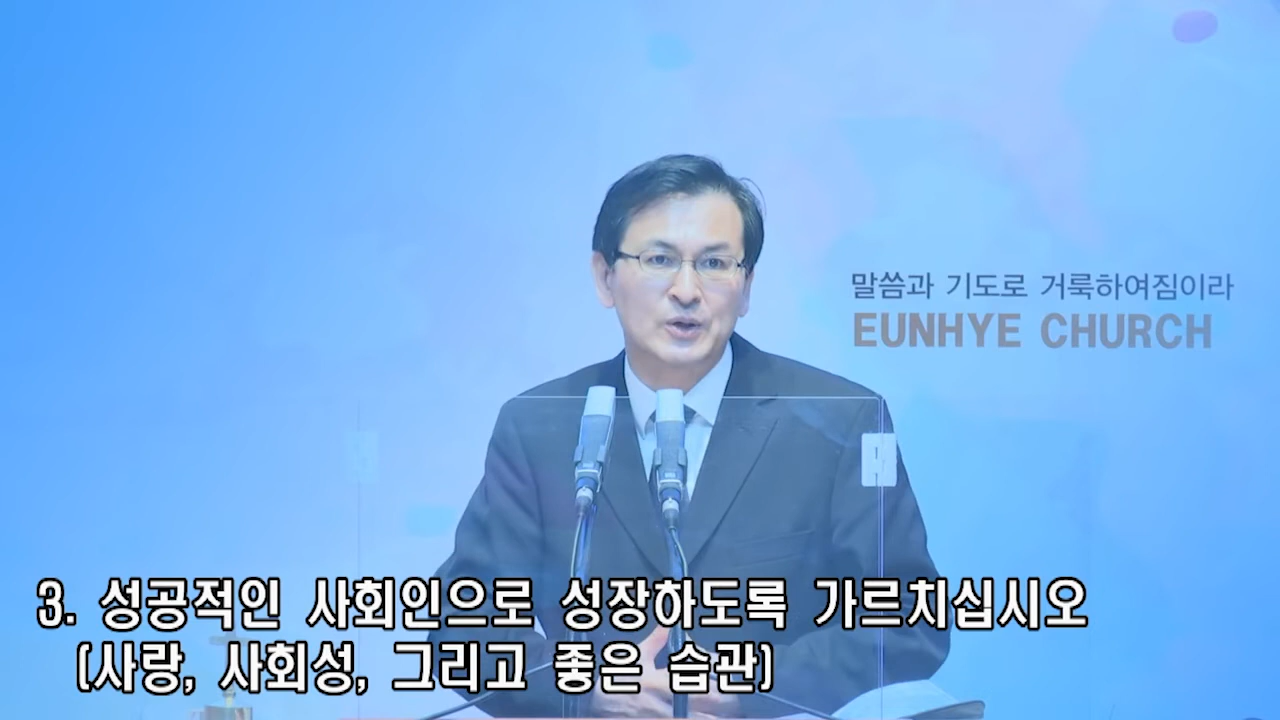 말씀과 기도로 거룩하여짐이라
EUNHYE CHURCH
3. 성공적인 사회인으로 성장하도록 가르치십시오
(사랑, 사회성, 그리고 좋은 습관)